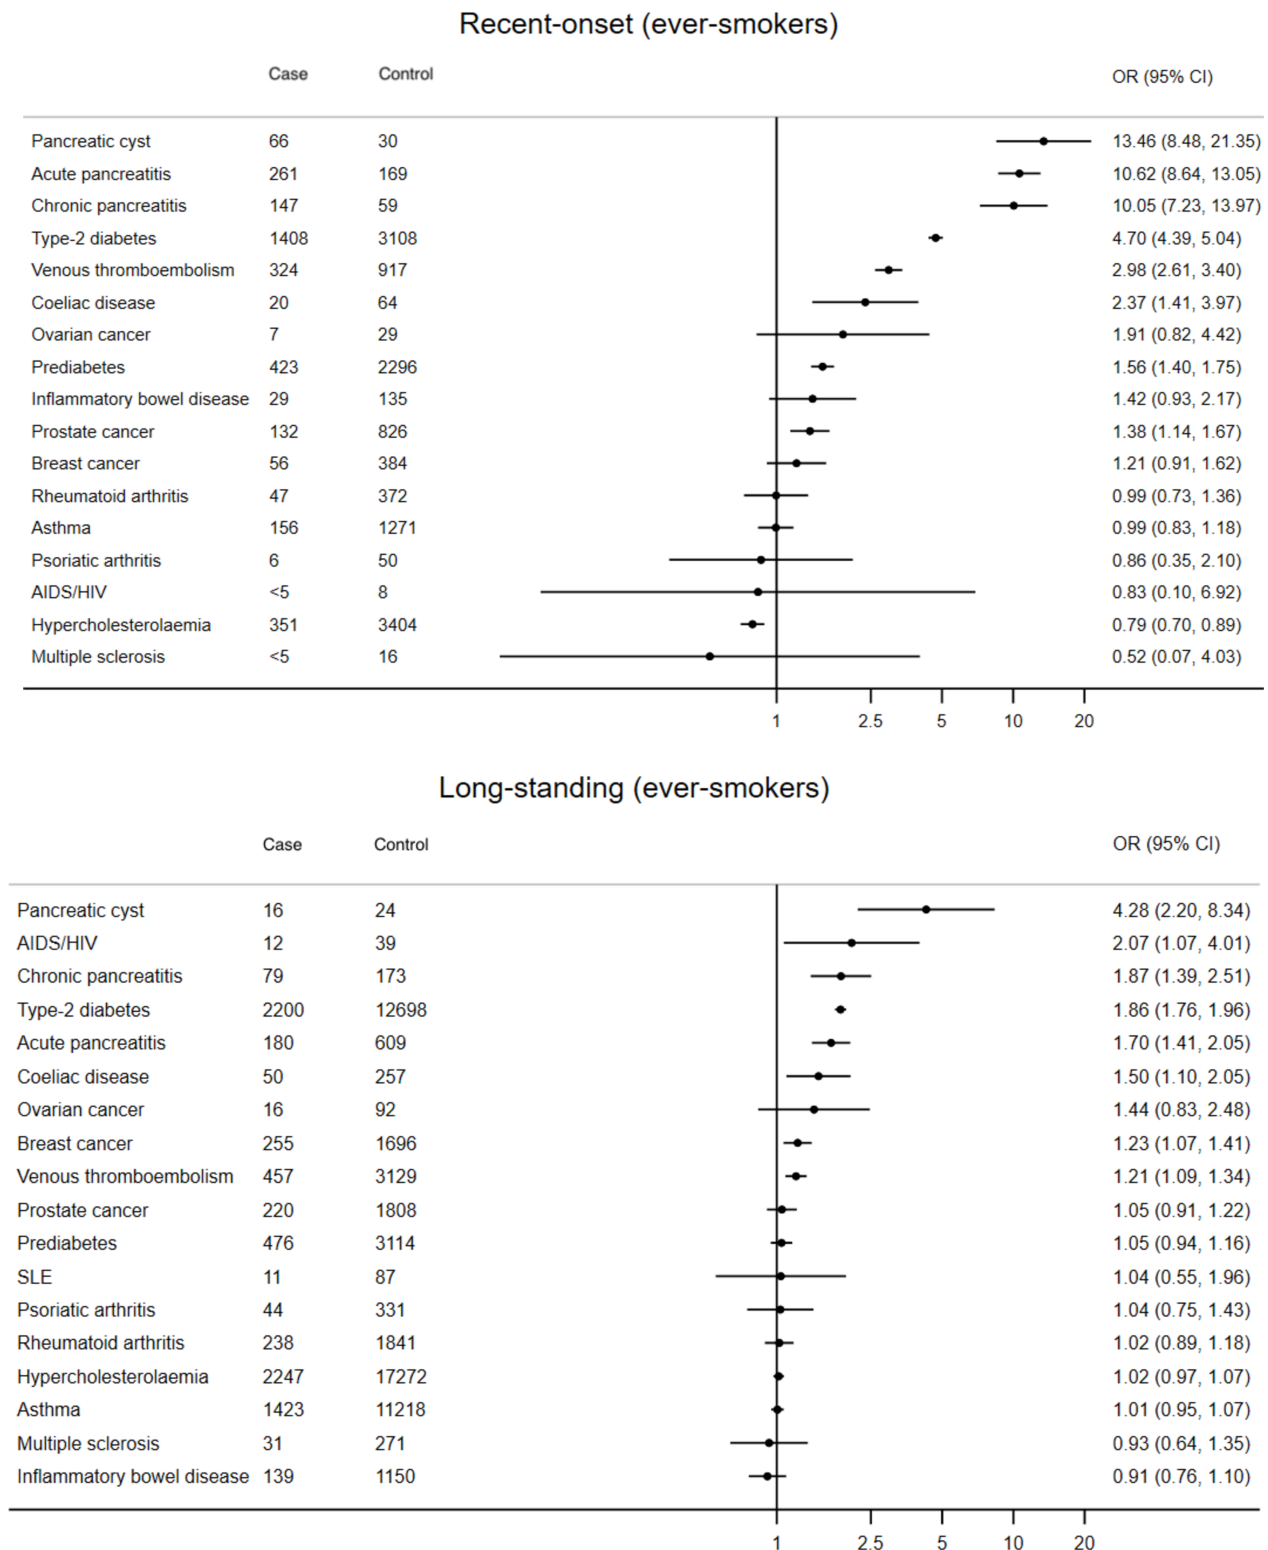 Recent-onset (ever-smokers)
Case Control OR (95% CI)
Pancreatic cyst 66 30 13.46 (8.48, 21.35)
Acute pancreatitis 261 169 10.62 (8.64, 13.05)
Chronic pancreatitis 147 59 10.05 (7.23, 13.97)
Type-2 diabetes 1408 3108 4.70 (4.39, 5.04)
Venous thromboembolism 324 917 2.98 (2.61, 3.40)
Coeliac disease 20 64 2.37 (1.41, 3.97)
Ovarian cancer 7 29 1.91 (0.82, 4.42)
Prediabetes 423 2296 1.56 (1.40, 1.75)
Inflammatory bowel disease 29 135 1.42 (0.93, 2.17)
Prostate cancer 132 826 1.38 (1.14, 1.67)
Breast cancer 56 384 1.21 (0.91, 1.62)
Rheumatoid arthritis 47 372 0.99 (0.73, 1.36)
Asthma 156 1271 0.99 (0.83, 1.18)
Psoriatic arthritis 6 50 0.86 (0.35, 2.10)
AIDS/HIV <5 8 0.83 (0.10, 6.92)
Hypercholesterolaemia 351 3404 0.79 (0.70, 0.89)
Multiple sclerosis <5 16 0.52 (0.07, 4.03)
1 2.5 5 10 20
Long-standing (ever-smokers)
Case Control OR (95% CI)
Pancreatic cyst 16 24 4.28 (2.20, 8.34)
AIDS/HIV 12 39 2.07 (1.07, 4.01)
Chronic pancreatitis 79 173 1.87 (1.39, 2.51)
Type-2 diabetes 2200 12698 1.86 (1.76, 1.96)
Acute pancreatitis 180 609 1.70 (1.41, 2.05)
Coeliac disease 50 257 1.50 (1.10, 2.05)
Ovarian cancer 16 92 1.44 (0.83, 2.48)
Breast cancer 255 1696 1.23 (1.07, 1.41)
Venous thromboembolism 457 3129 1.21 (1.09, 1.34)
Prostate cancer 220 1808 1.05 (0.91, 1.22)
Prediabetes 476 3114 1.05 (0.94, 1.16)
SLE 11 87 1.04 (0.55, 1.96)
Psoriatic arthritis 44 331 1.04 (0.75, 1.43)
Rheumatoid arthritis 238 1841 1.02 (0.89, 1.18)
Hypercholesterolaemia 2247 17272 1.02 (0.97, 1.07)
Asthma 1423 11218 1.01 (0.95, 1.07)
Multiple sclerosis 31 271 0.93 (0.64, 1.35)
Inflammatory bowel disease 139 1150 0.91 (0.76, 1.10)
1 2.5 5 10 20